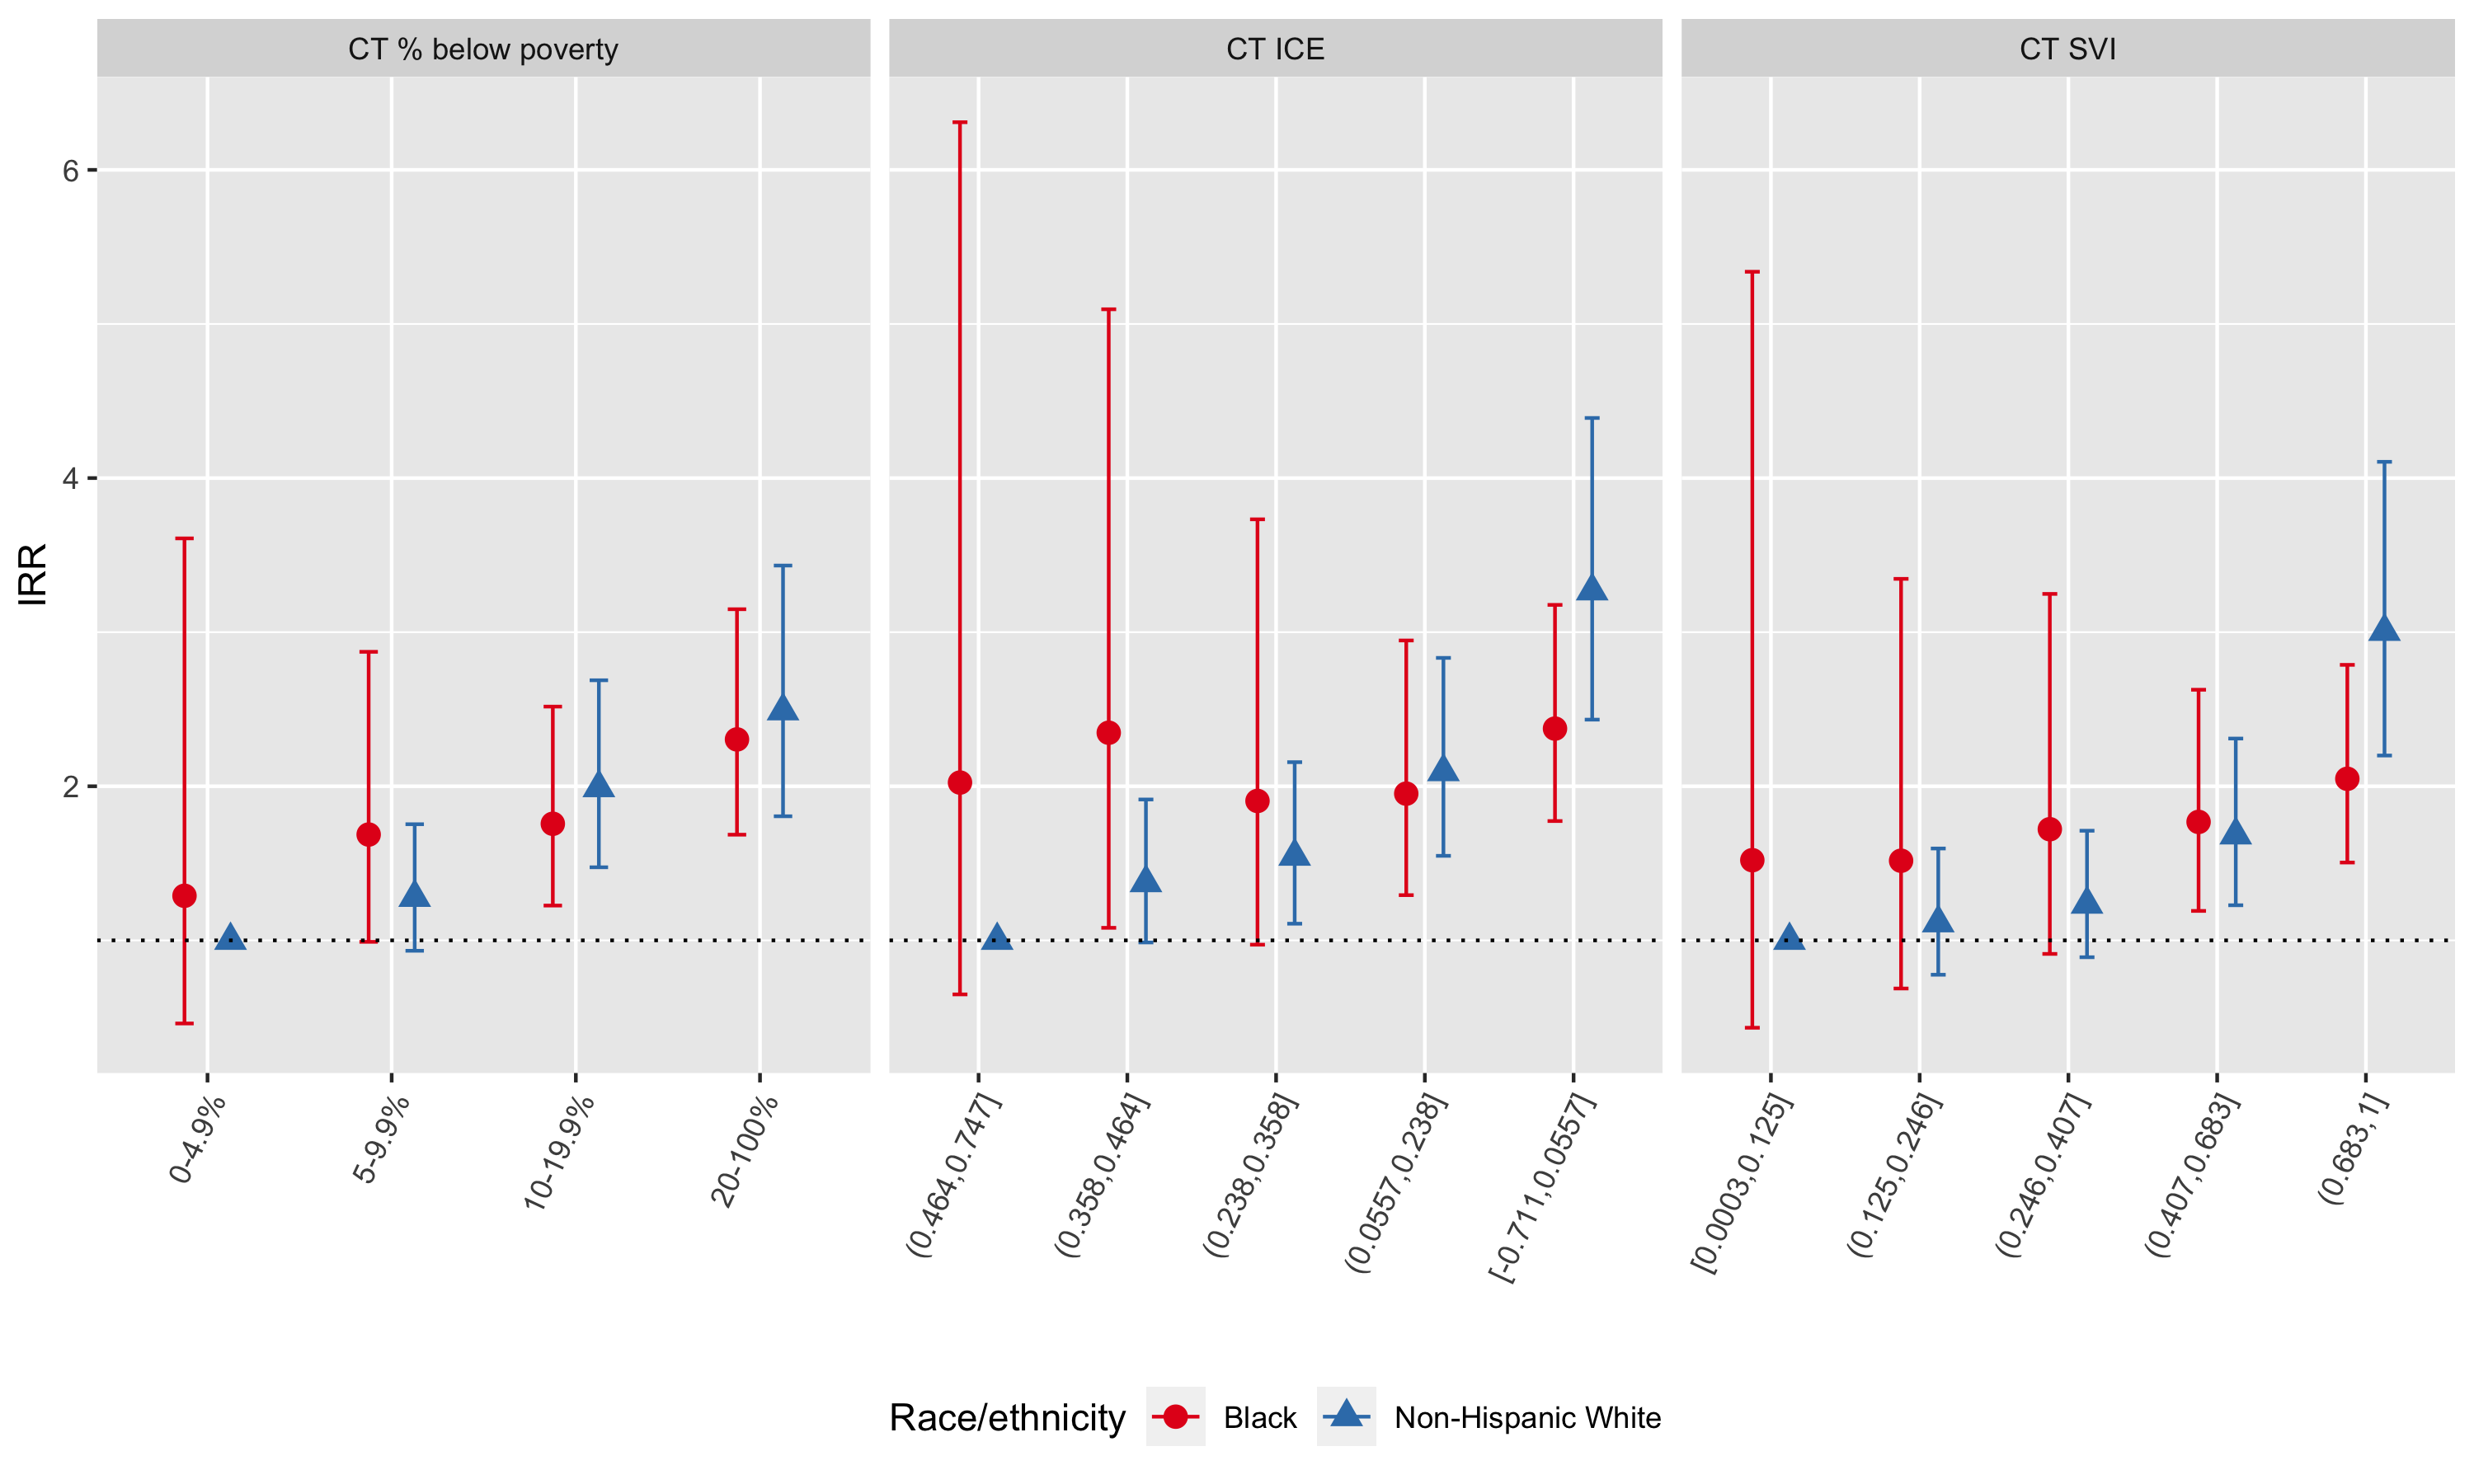 CT % below poverty
CT ICE
CT SVI
IRR
6
4
2
0-4.9%
5-9.9%
10-19.9%
20-100%
(0.464,0.747]
(0.358,0.464]
(0.238,0.358]
(0.0557,0.238]
[-0.711,0.0557]
[0.0003,0.125]
(0.125,0.246]
(0.246,0.407]
(0.407,0.683]
(0.683,1]
Race/ethnicity
Black
Non-Hispanic White